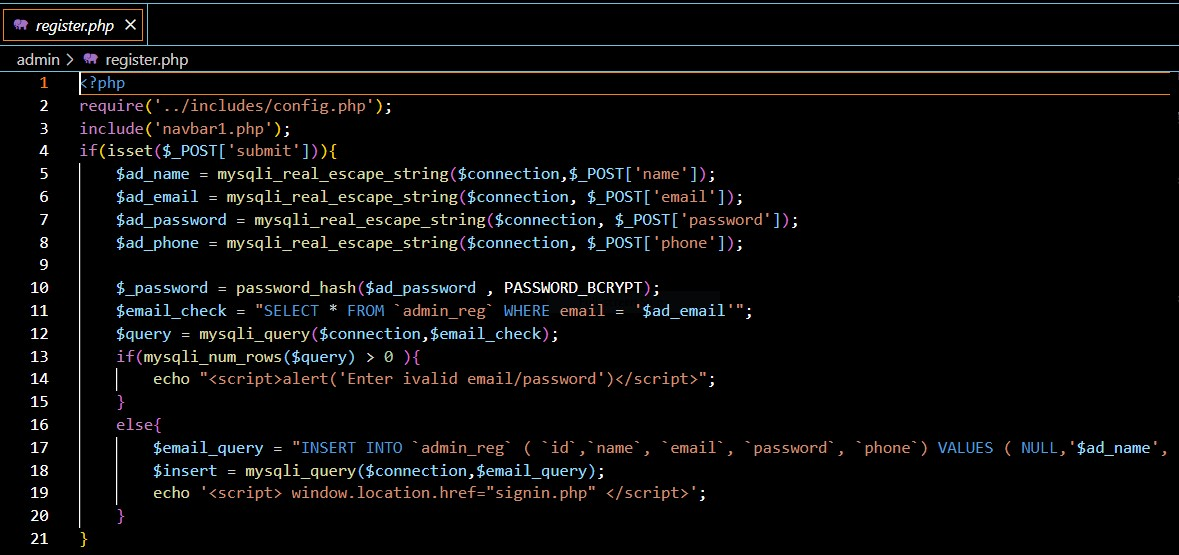 register.php ×
admin > register.php
1 <?php
2 require('../includes/config.php');
3 include('navbar1.php');
4 if(isset($_POST['submit'])){
5 $ad_name = mysqli_real_escape_string($connection,$_POST['name']);
6 $ad_email = mysqli_real_escape_string($connection, $_POST['email']);
7 $ad_password = mysqli_real_escape_string($connection, $_POST['password']);
8 $ad_phone = mysqli_real_escape_string($connection, $_POST['phone']);
9
10 $_password = password_hash($ad_password , PASSWORD_BCRYPT);
11 $email_check = "SELECT * FROM `admin_reg` WHERE email = '$ad_email'";
12 $query = mysqli_query($connection,$email_check);
13 if(mysqli_num_rows($query) > 0 ){
14 echo "<script>alert('Enter ivalid email/password')</script>";
15 }
16 else{
17 $email_query = "INSERT INTO `admin_reg` ( `id`,`name`, `email`, `password`, `phone`) VALUES ( NULL,'$ad_name',
18 $insert = mysqli_query($connection,$email_query);
19 echo '<script> window.location.href="signin.php" </script>';
20 }
21 }